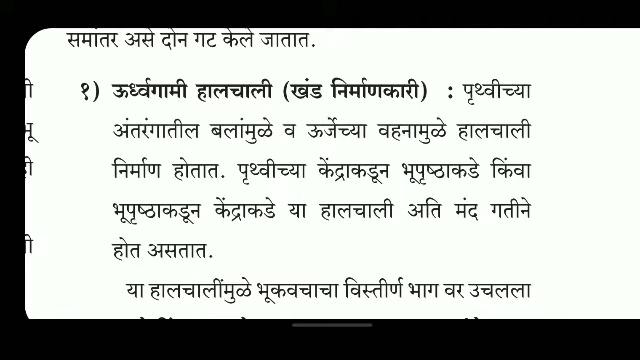 समांतर असे दोन गट केले जातात.
१) ऊर्ध्वगामी हालचाली (खंड निर्माणकारी) : पृथ्वीच्या
अंतरंगातील बलांमुळे व ऊर्जेच्या वहनामुळे हालचाली
निर्माण होतात. पृथ्वीच्या केंद्राकडून भूपृष्ठाकडे किंवा
भूपृष्ठाकडून केंद्राकडे या हालचाली अति मंद गतीने
होत असतात.
या हालचालींमुळे भूकवचाचा विस्तीर्ण भाग वर उचलला